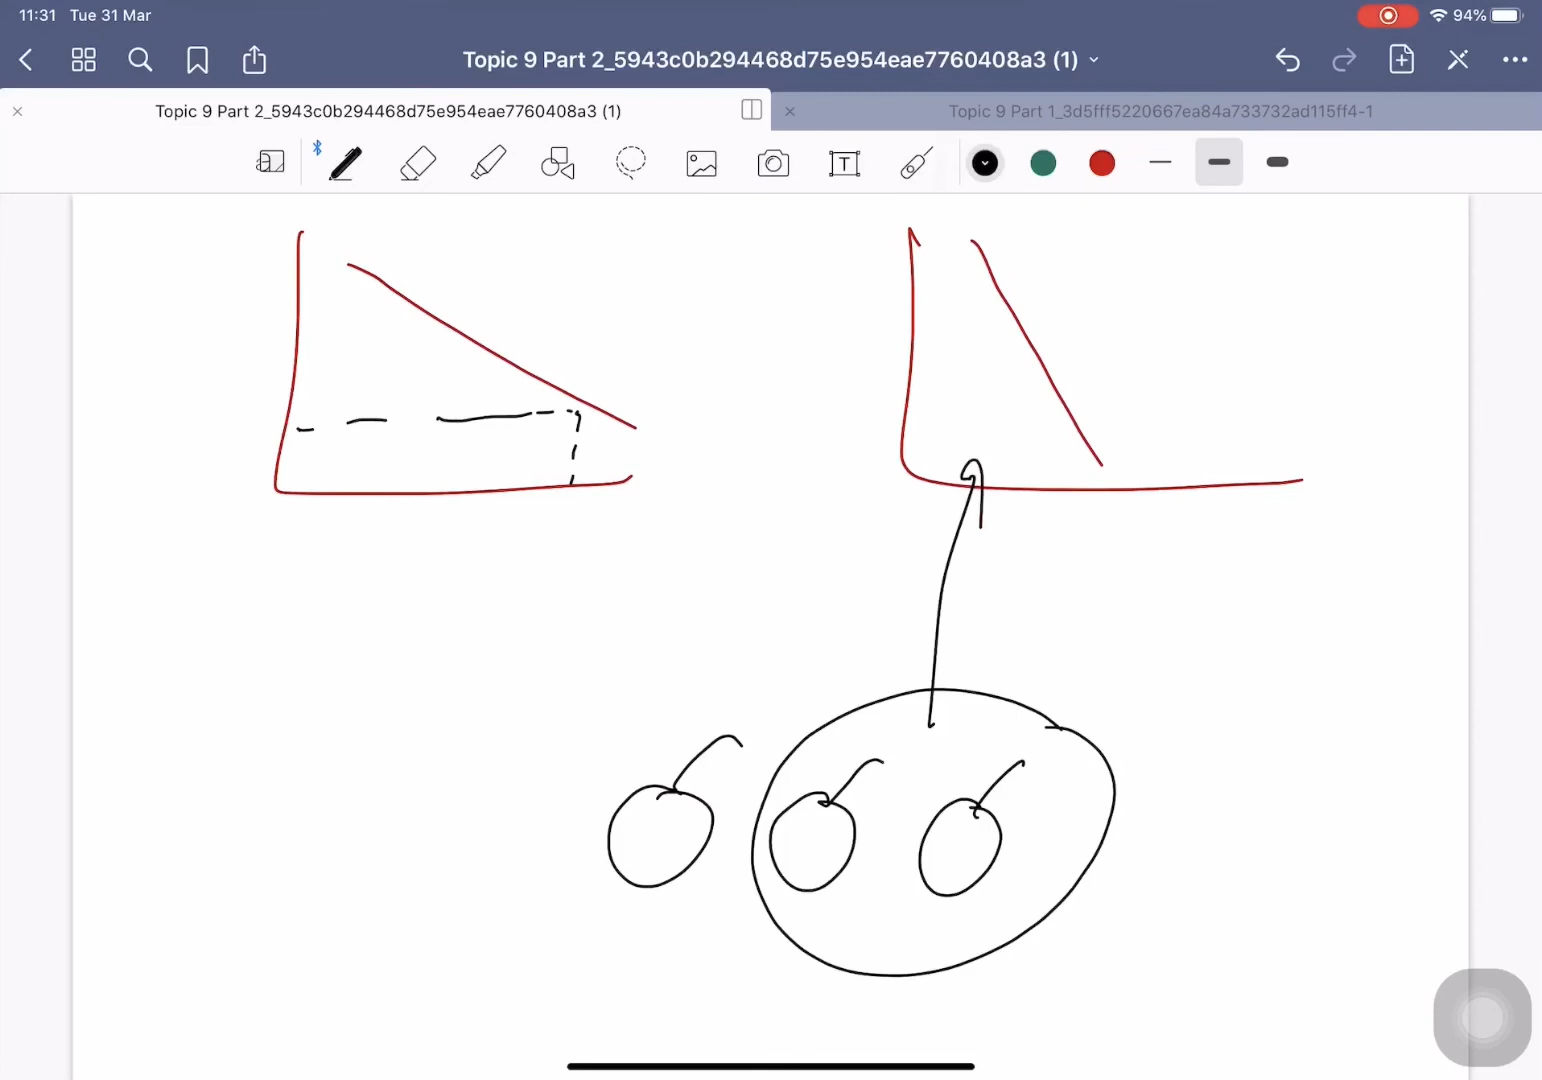 11:31 Tue 31 Mar
94%
Topic 9 Part 2_5943c0b294468d75e954eae7760408a3 (1)
Topic 9 Part 2_5943c0b294468d75e954eae7760408a3 (1)
Topic 9 Part 1_3d5fff5220667ea84a733732ad115ff4-1
a
T